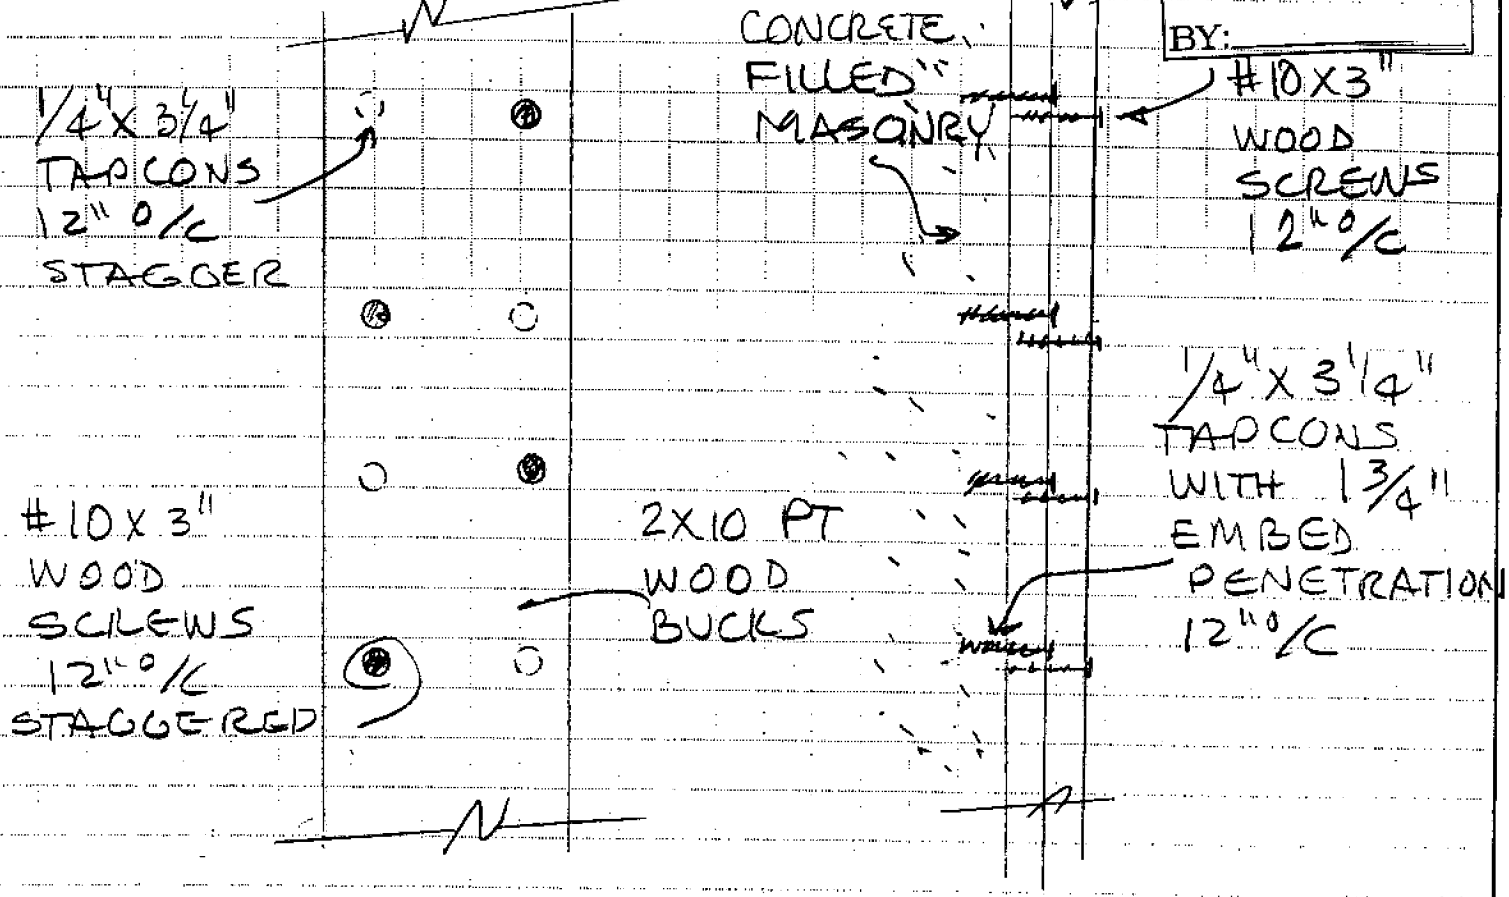 1/4" X 3 1/4"
TAPCONS
12" O/C
STAGGER
CONCRETE
FILLED
MASONRY
BY:
#10 X 3"
WOOD
SCREWS
12" O/C
#10 X 3"
WOOD
SCREWS
12" O/C
STAGGERED
2X10 PT
WOOD
BUCKS
1/4" X 3 1/4"
TAPCONS
WITH 1 3/4"
EMBED
PENETRATION
12" O/C